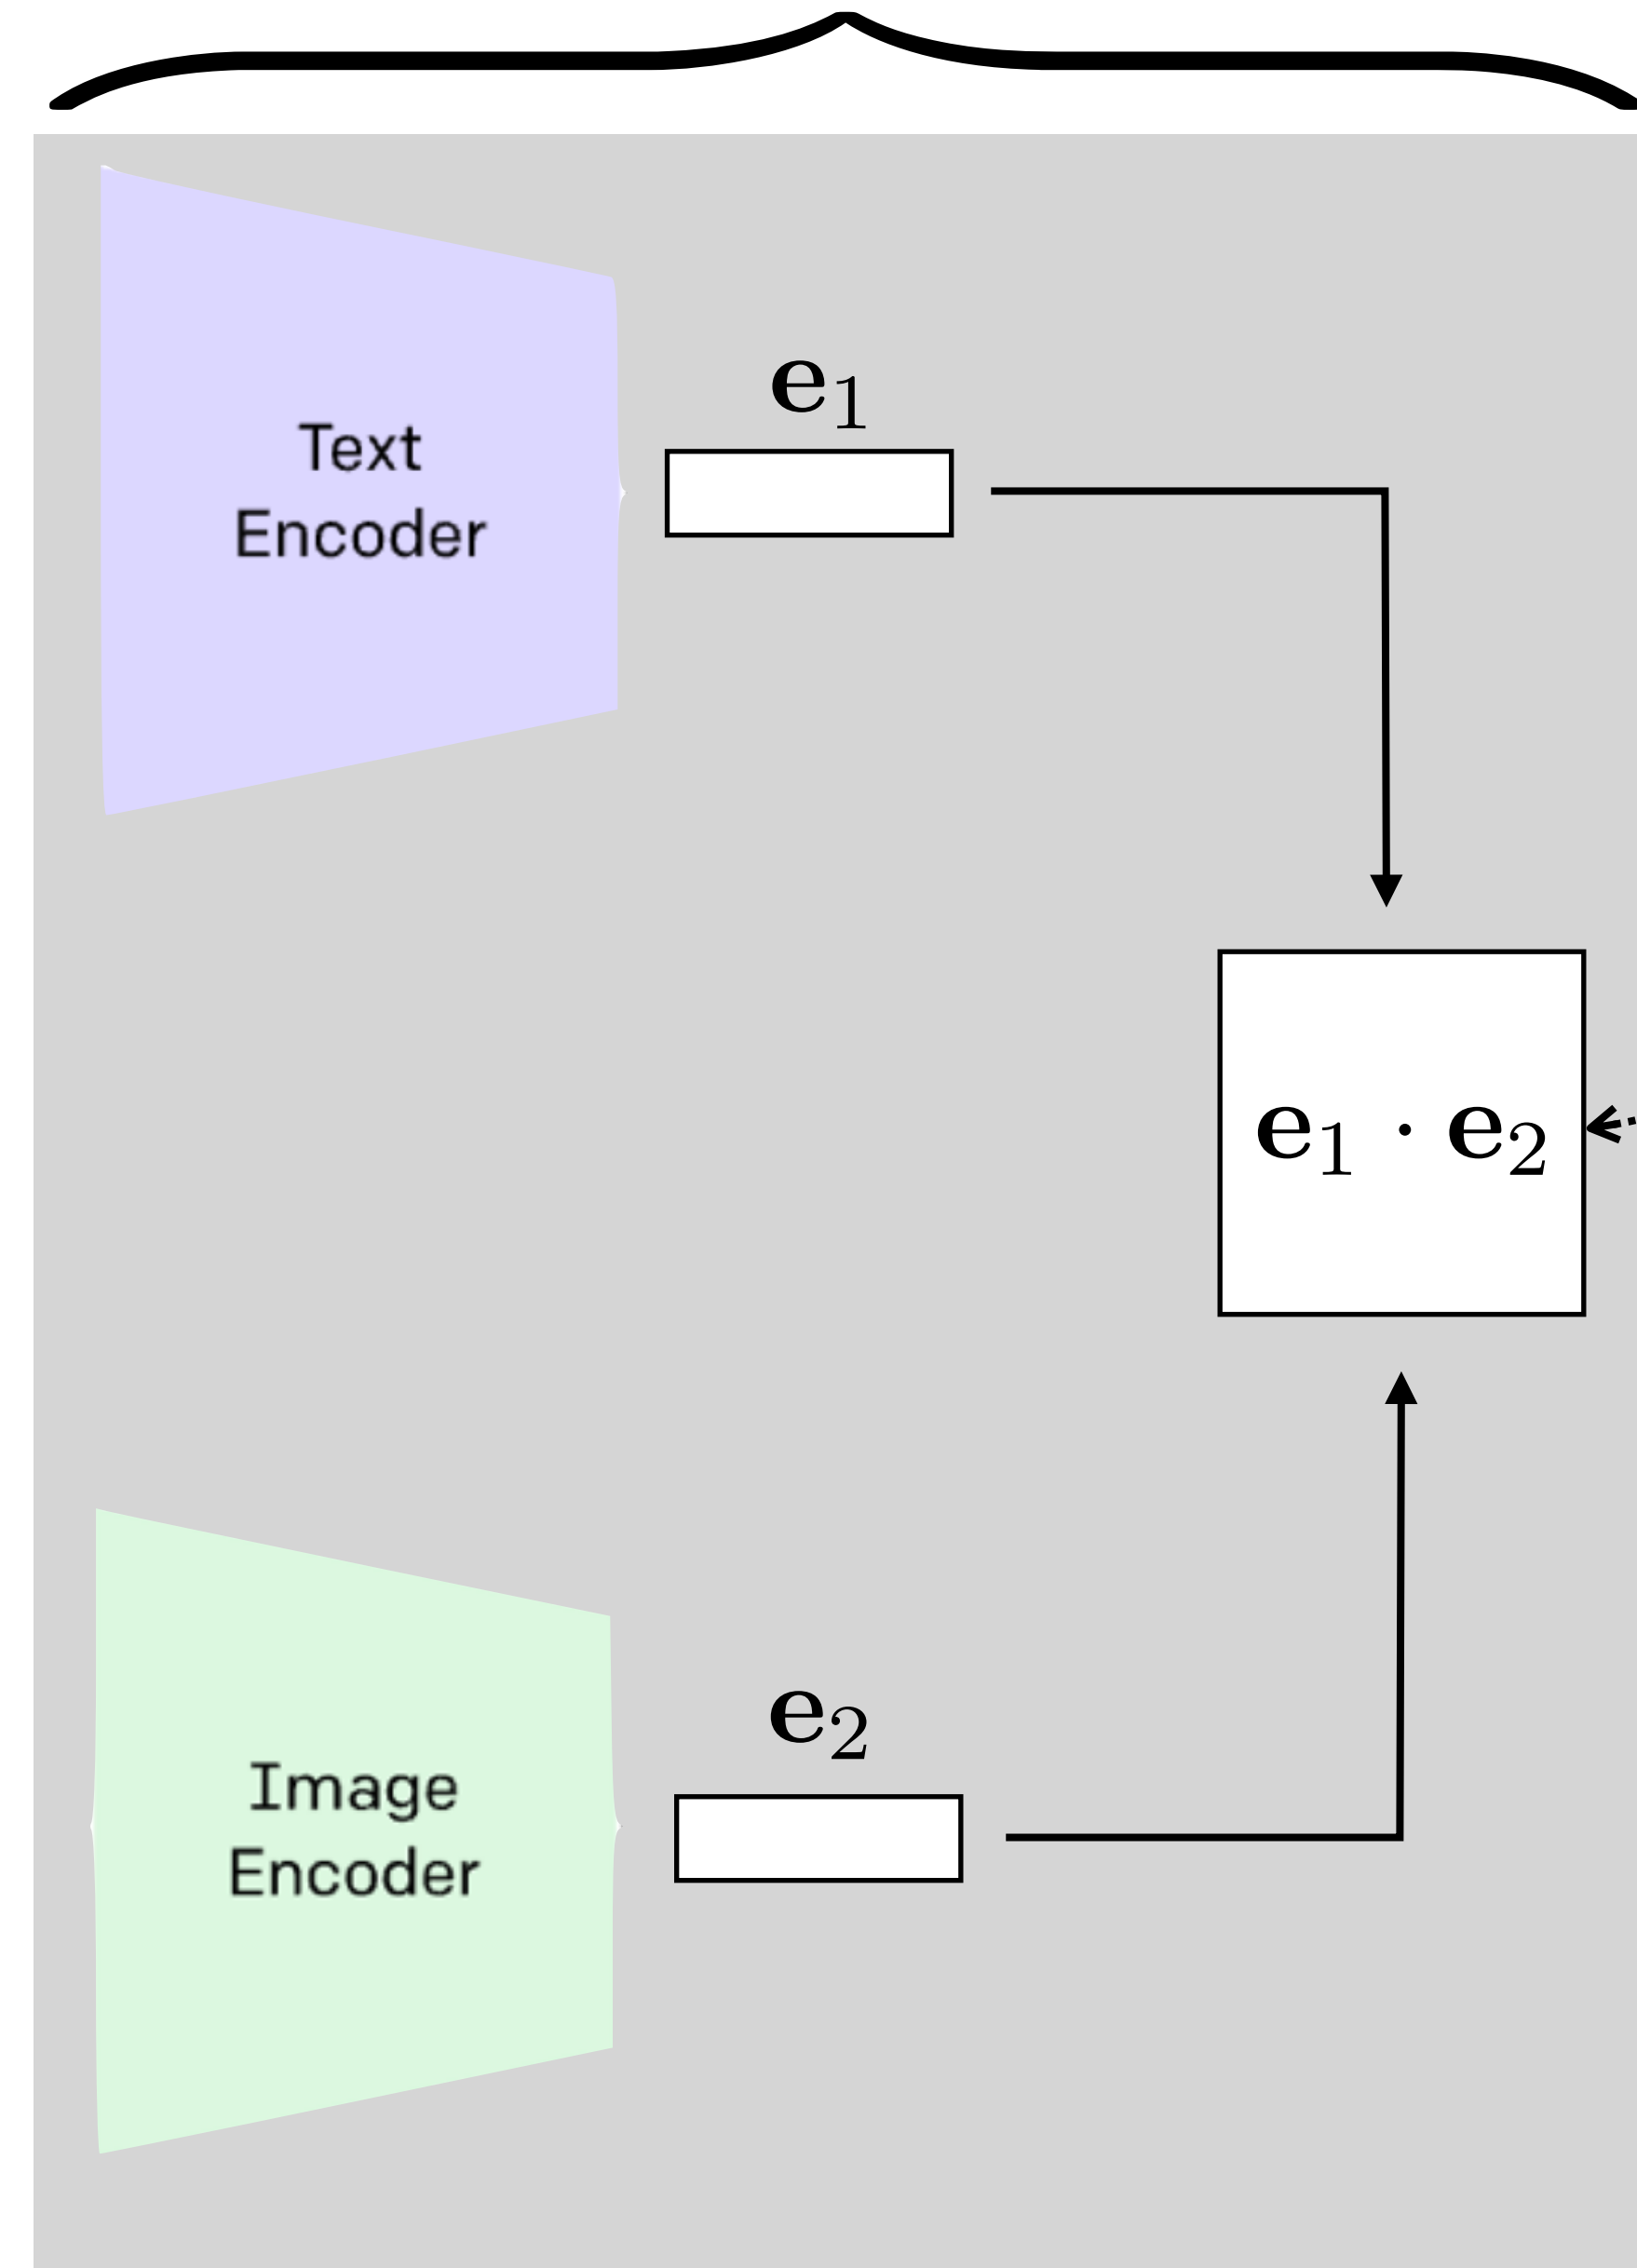 Text
Encoder
e₁
e₁ · e₂
Image
Encoder
e₂